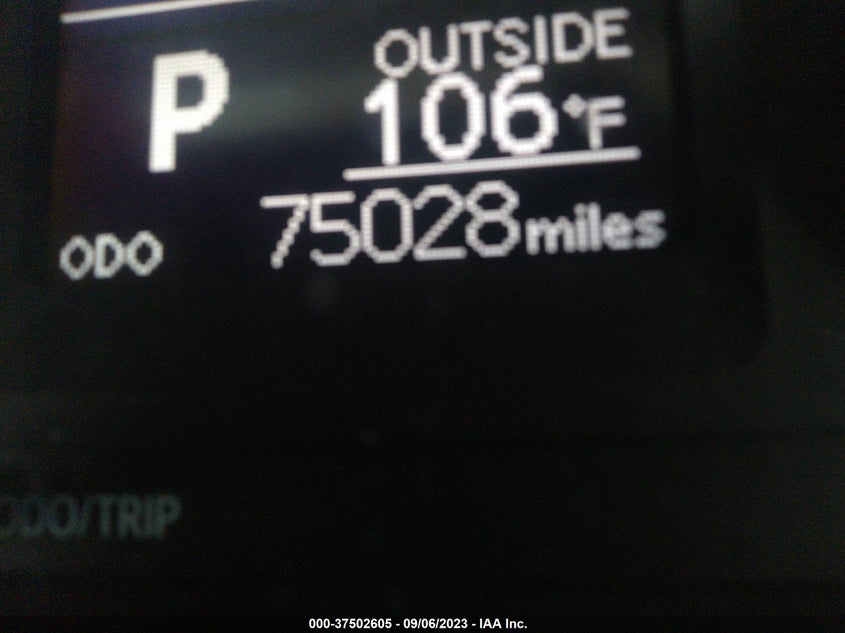 P
OUTSIDE
106°F
ODO 75028 miles
ODO/TRIP
000-37502605 - 09/06/2023 - IAA Inc.